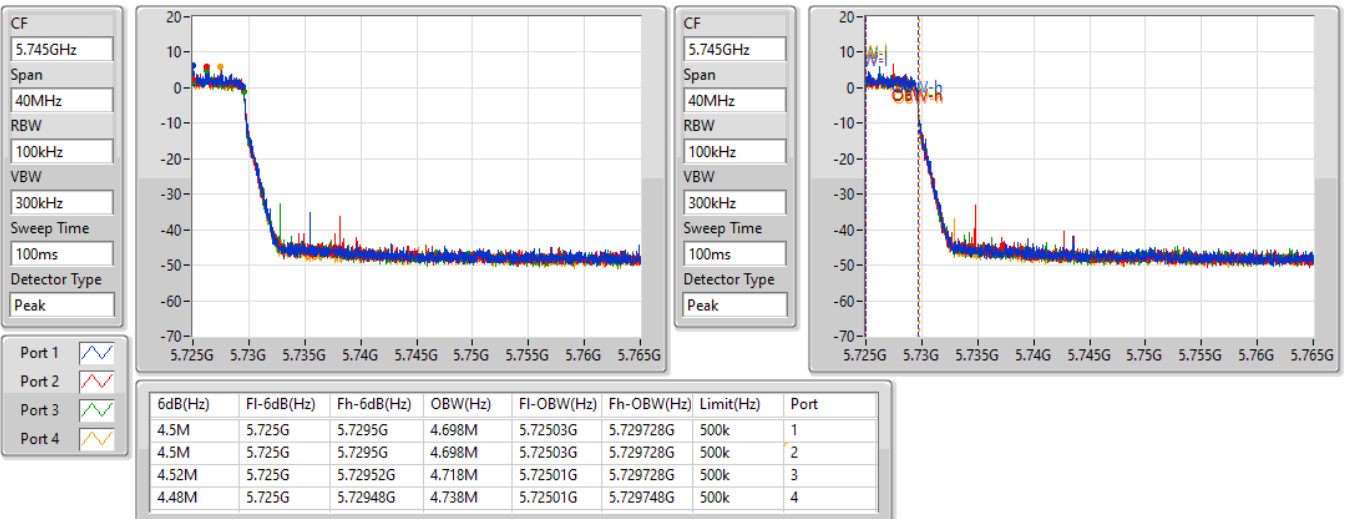 CF
5.745GHz
Span
40MHz
RBW
100kHz
VBW
300kHz
Sweep Time
100ms
Detector Type
Peak
20
10
0
-10
-20
-30
-40
-50
-60
-70
5.725G 5.73G 5.735G 5.74G 5.745G 5.75G 5.755G 5.76G 5.765G
CF
5.745GHz
Span
40MHz
RBW
100kHz
VBW
300kHz
Sweep Time
100ms
Detector Type
Peak
20
10
0
-10
-20
-30
-40
-50
-60
-70
OBW-h
5.725G 5.73G 5.735G 5.74G 5.745G 5.75G 5.755G 5.76G 5.765G
Port 1
Port 2
Port 3
Port 4
6dB(Hz) Fl-6dB(Hz) Fh-6dB(Hz) OBW(Hz) Fl-OBW(Hz) Fh-OBW(Hz) Limit(Hz) Port
4.5M 5.725G 5.7295G 4.698M 5.72503G 5.729728G 500k 1
4.5M 5.725G 5.7295G 4.698M 5.72503G 5.729728G 500k 2
4.52M 5.725G 5.72952G 4.718M 5.72501G 5.729728G 500k 3
4.48M 5.725G 5.72948G 4.738M 5.72501G 5.729748G 500k 4